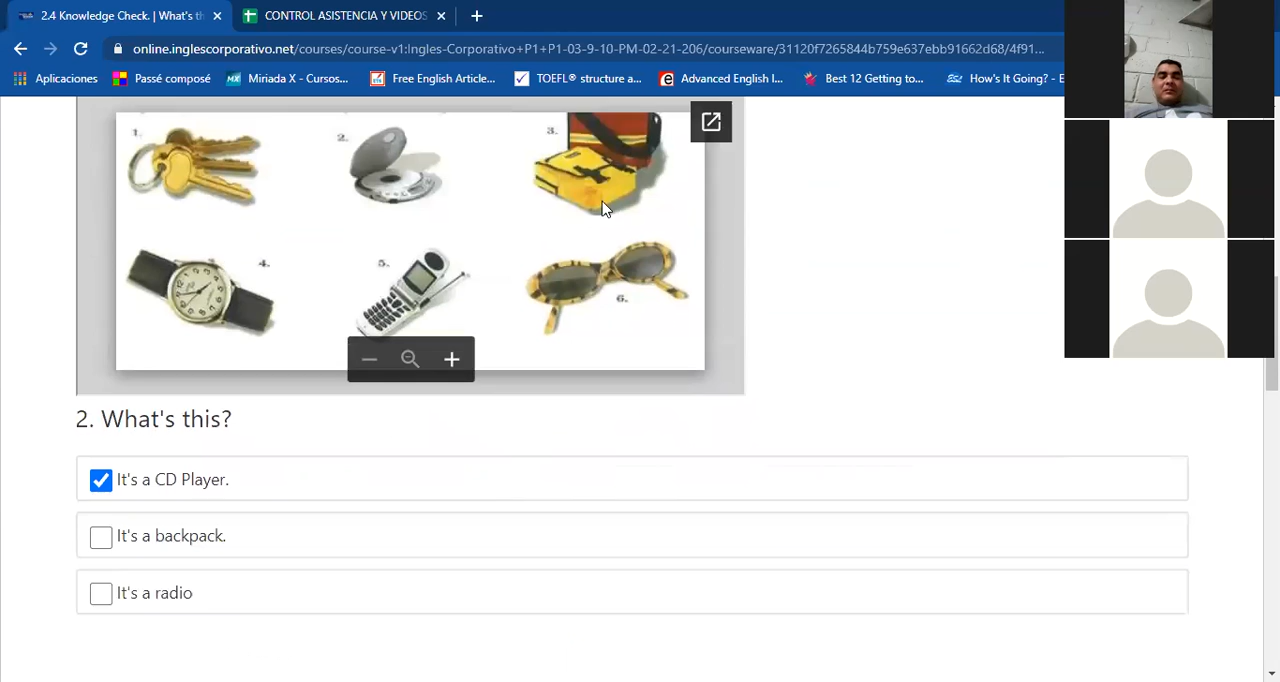 2.4 Knowledge Check. | What's th
CONTROL ASISTENCIA Y VIDEOS
online.inglescorporativo.net/courses/course-v1:Ingles-Corporativo+P1+P1-03-9-10-PM-02-21-206/courseware/31120f7265844b759e637ebb91662d68/4f91...
Aplicaciones
Passé composé
Miriada X - Cursos...
Free English Article...
TOEFL® structure a...
Advanced English l...
Best 12 Getting to...
How's It Going? - E
1.
2.
3.
4.
5.
6.
2. What's this?
It's a CD Player.
It's a backpack.
It's a radio